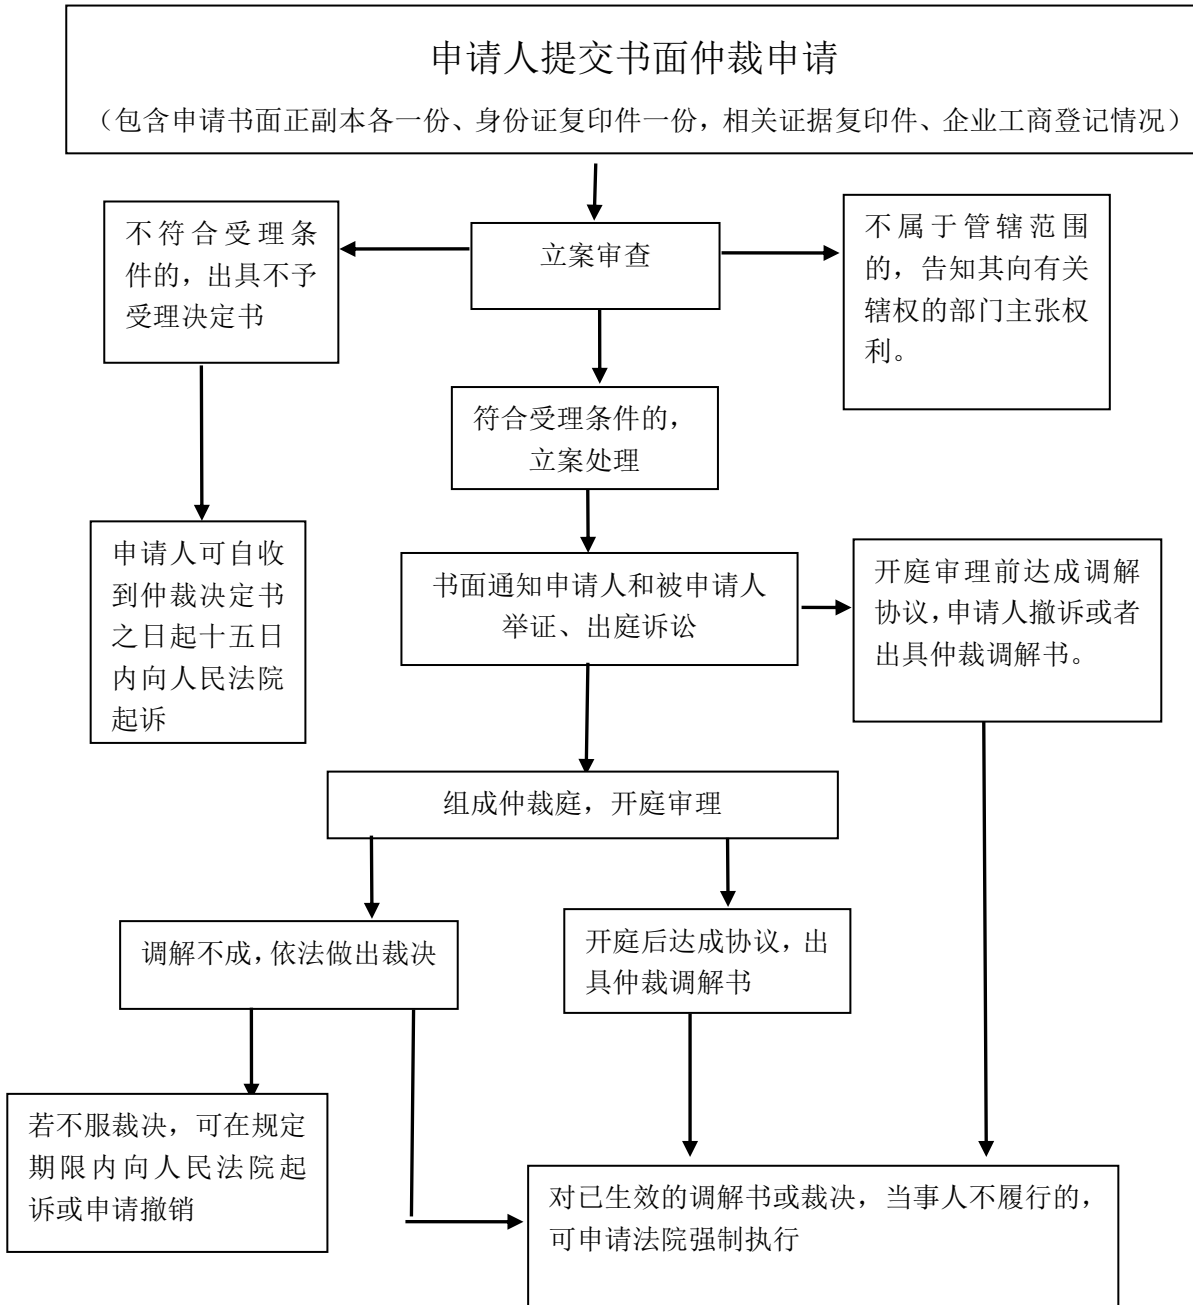 申请人提交书面仲裁申请
（包含申请书面正副本各一份、身份证复印件一份，相关证据复印件、企业工商登记情况）
不符合受理条
件的，出具不予
受理决定书
立案审查
不属于管辖范围
的，告知其向有关
辖权的部门主张权
利。
符合受理条件的，
立案处理
申请人可自收
到仲裁决定书
之日起十五日
内向人民法院
起诉
书面通知申请人和被申请人
举证、出庭诉讼
开庭审理前达成调解
协议，申请人撤诉或者
出具仲裁调解书。
组成仲裁庭，开庭审理
调解不成，依法做出裁决
开庭后达成协议，出
具仲裁调解书
若不服裁决，可在规定
期限内向人民法院起
诉或申请撤销
对已生效的调解书或裁决，当事人不履行的，
可申请法院强制执行